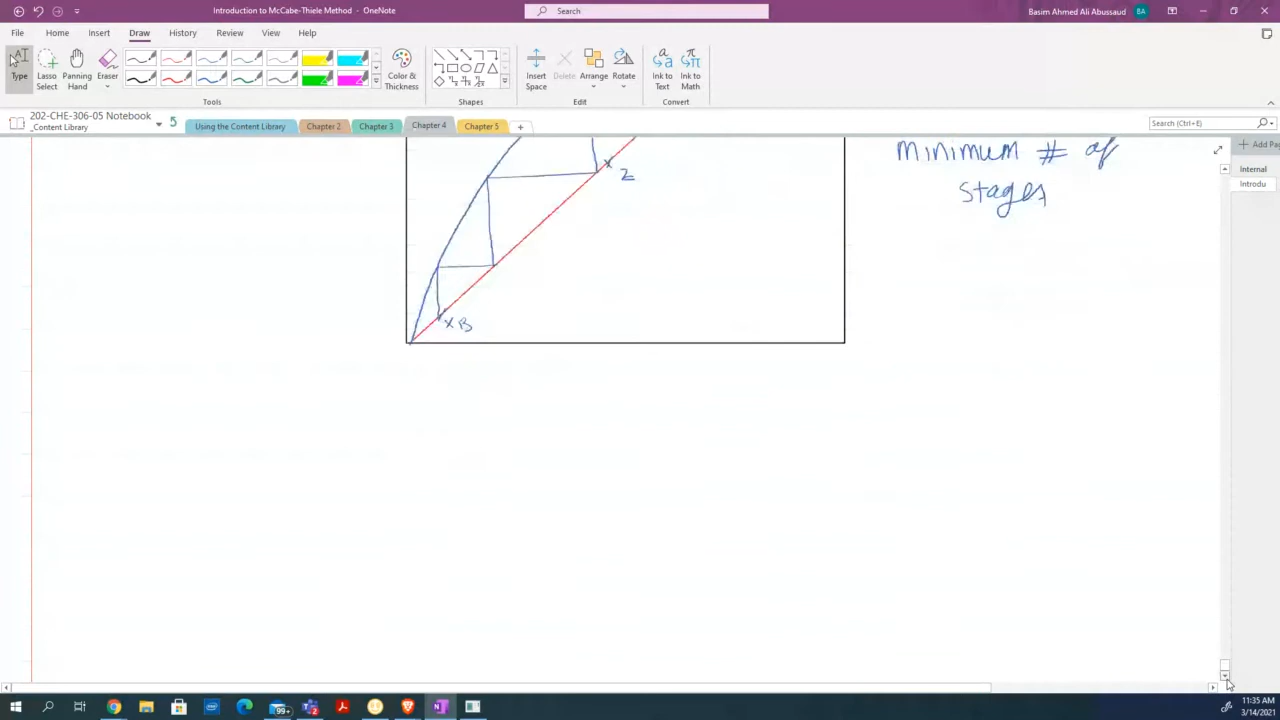 Introduction to McCabe-Thiele Method - OneNote
Search
Basim Ahmed Ali Abussaud
BA
File
Home
Insert
Draw
History
Review
View
Help
Type
Lasso
Select
Panning
Hand
Eraser
Color &
Thickness
Insert
Space
Delete
Arrange
Rotate
Ink to
Text
Ink to
Math
Tools
Shapes
Edit
Convert
202-CHE-306-05 Notebook
_Content Library
Using the Content Library
Chapter 2
Chapter 3
Chapter 4
Chapter 5
Search (Ctrl+E)
Add Pag
Internal
Introdu
minimum # of
stages
x
z
x B
99+
11:35 AM
3/14/2021